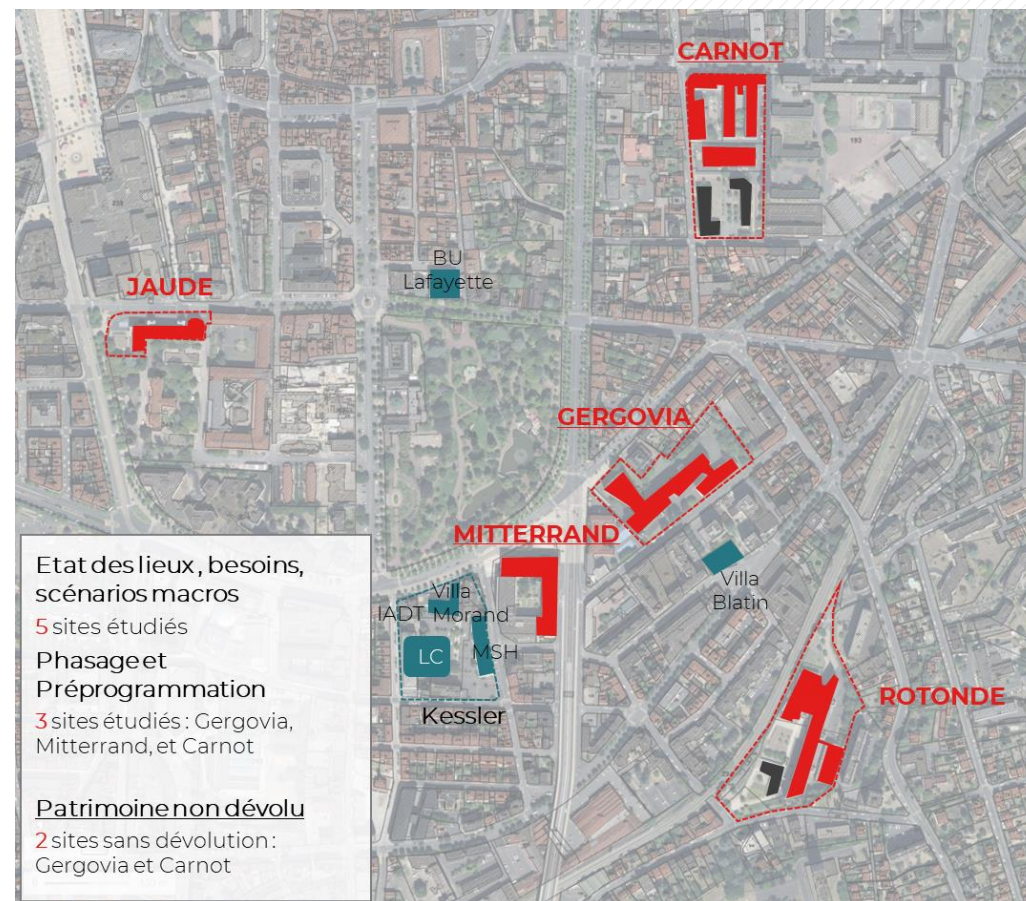 CARNOT
BU
Lafayette
JAUDE
GERGOVIA
MITTERRAND
Villa
Blatin
Villa
IADT Morand
LC
MSH
Kessler
ROTONDE
Etat des lieux, besoins,
scénarios macros
5 sites étudiés
Phasage et
Préprogrammation
3 sites étudiés : Gergovia,
Mitterrand, et Carnot
Patrimoine non dévolu
2 sites sans dévolution :
Gergovia et Carnot